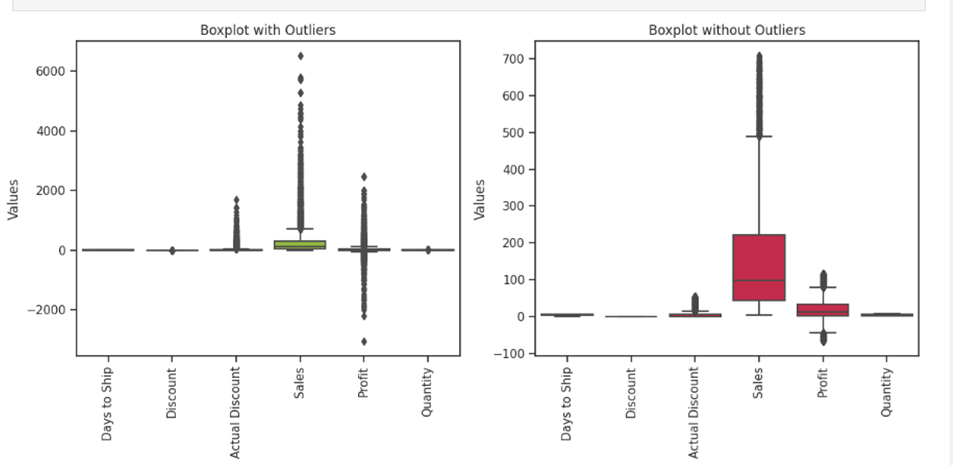 Boxplot with Outliers
Values
6000
4000
2000
0
−2000
Days to Ship
Discount
Actual Discount
Sales
Profit
Quantity
Boxplot without Outliers
Values
700
600
500
400
300
200
100
0
−100
Days to Ship
Discount
Actual Discount
Sales
Profit
Quantity